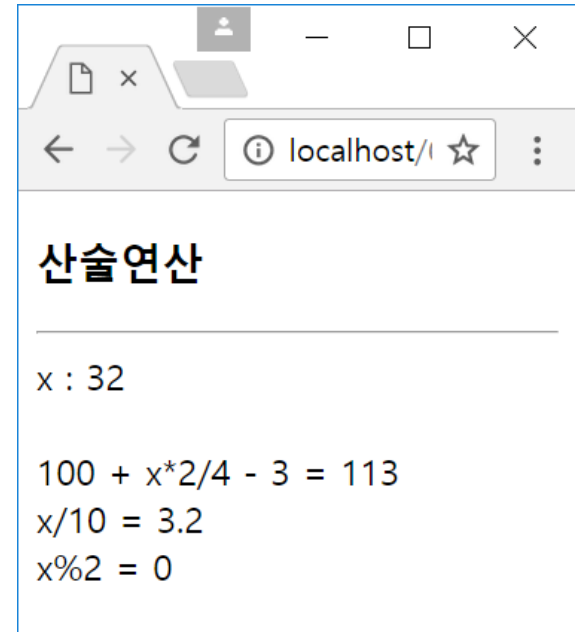 localhost/
산술연산
x : 32
100 + x*2/4 - 3 = 113
x/10 = 3.2
x%2 = 0